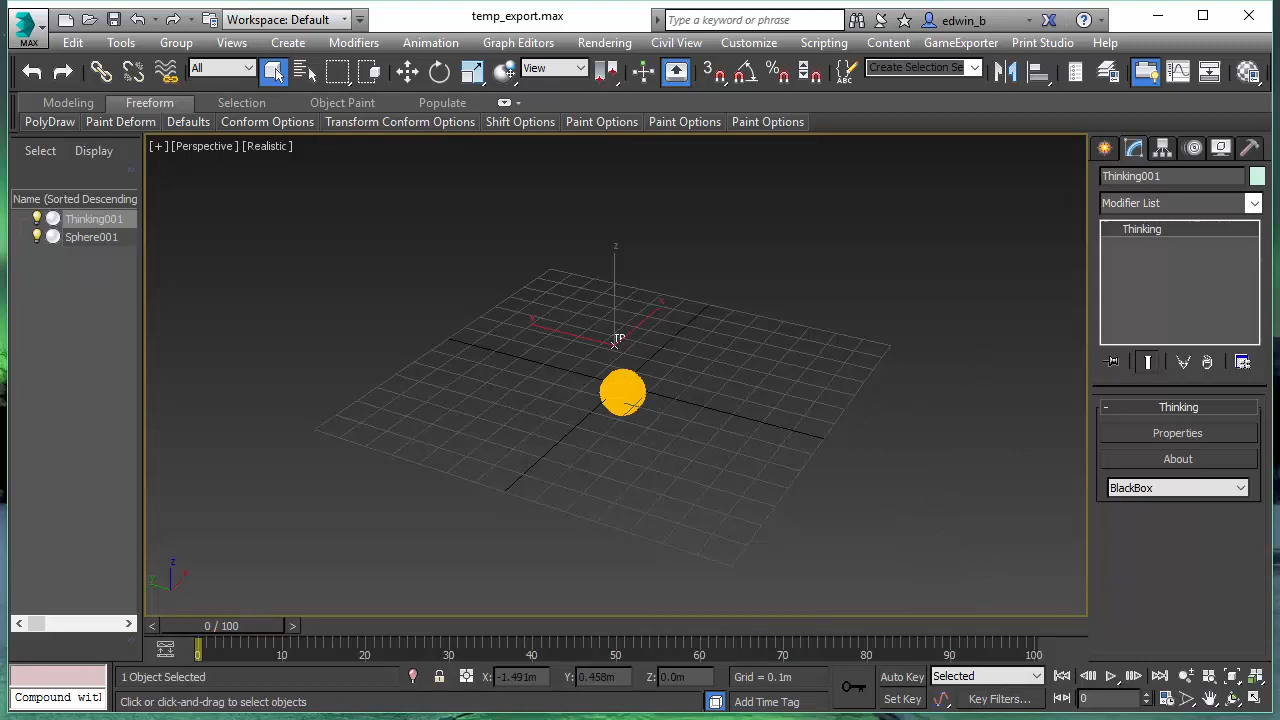 Workspace: Default
temp_export.max
Type a keyword or phrase
edwin_b
MAX
Edit Tools Group Views Create Modifiers Animation Graph Editors Rendering Civil View Customize Scripting Content GameExporter Print Studio Help
All
View
3
ABC
Create Selection Se
Modeling Freeform Selection Object Paint Populate
PolyDraw Paint Deform Defaults Conform Options Transform Conform Options Shift Options Paint Options Paint Options Paint Options
Select Display
[+] [Perspective] [Realistic]
Thinking001
Name (Sorted Descending
Modifier List
Thinking001
Sphere001
Thinking
z
x
TP
- Thinking
Properties
About
BlackBox
z
y x
< 0 / 100 >
0 10 20 30 40 50 60 70 80 90 100
1 Object Selected X: -1.491m Y: 0.458m Z: 0.0m Grid = 0.1m Auto Key Selected
Compound witl Click or click-and-drag to select objects Add Time Tag Set Key Key Filters... 0